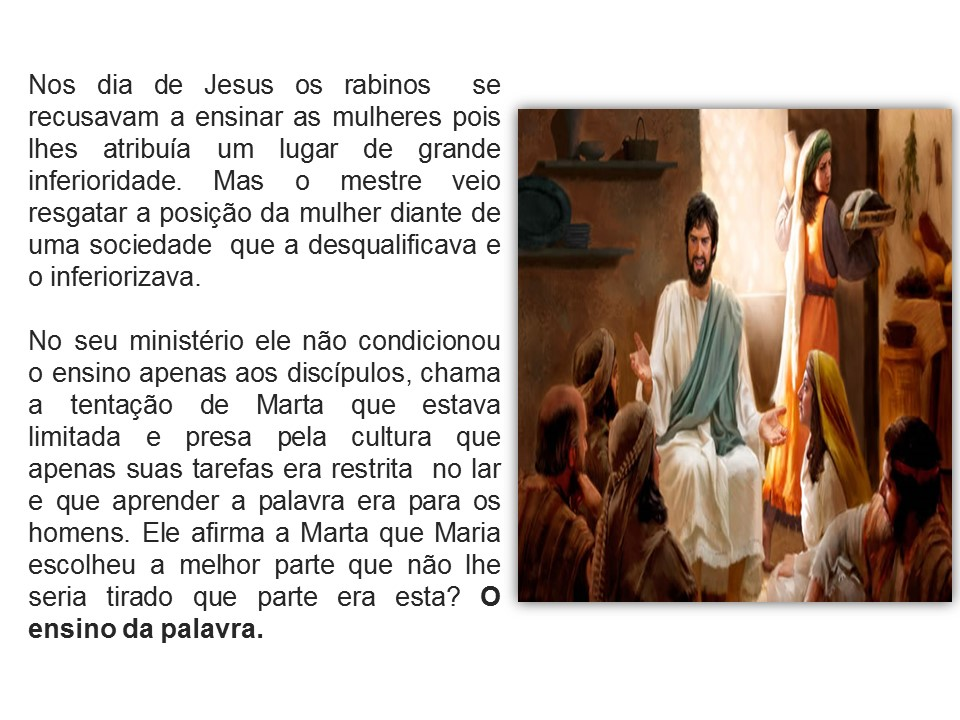 Nos dia de Jesus os rabinos se
recusavam a ensinar as mulheres pois
lhes atribuía um lugar de grande
inferioridade. Mas o mestre veio
resgatar a posição da mulher diante de
uma sociedade que a desqualificava e
o inferiorizava.
No seu ministério ele não condicionou
o ensino apenas aos discípulos, chama
a tentação de Marta que estava
limitada e presa pela cultura que
apenas suas tarefas era restrita no lar
e que aprender a palavra era para os
homens. Ele afirma a Marta que Maria
escolheu a melhor parte que não lhe
seria tirado que parte era esta? O
ensino da palavra.